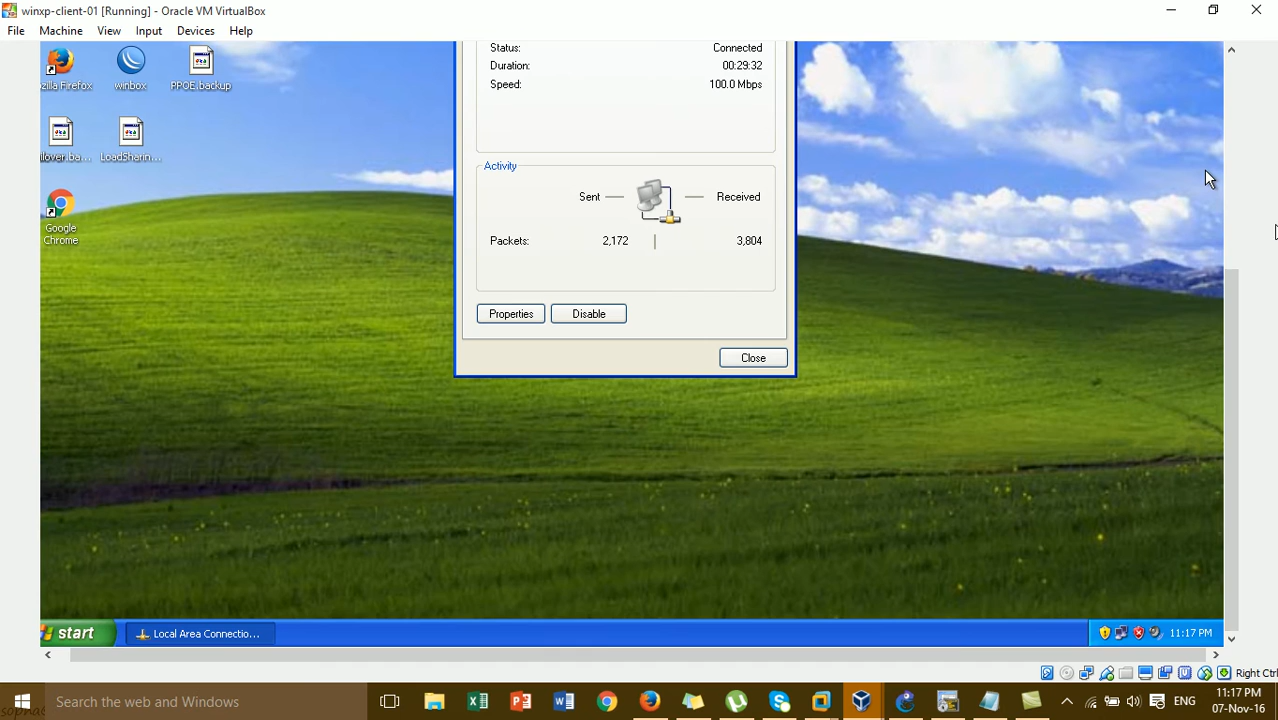 winxp-client-01 [Running] - Oracle VM VirtualBox
File Machine View Input Devices Help
Status: Connected
Duration: 00:29:32
Speed: 100.0 Mbps
zilla Firefox winbox PPOE.backup
ilover.ba... LoadSharin...
Google
Chrome
Activity
Sent Received
Packets: 2,172 3,804
Properties Disable
Close
start Local Area Connectio... 11:17 PM
Right Ctrl
Search the web and Windows
ENG
11:17 PM
07-Nov-16